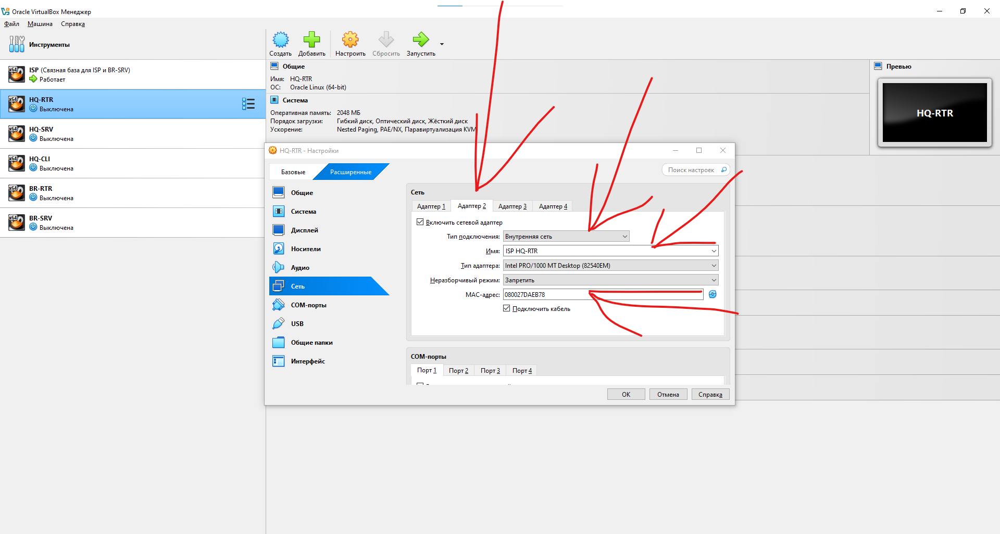 Oracle VirtualBox Менеджер
Файл Машина Справка
Инструменты
Создать Добавить Настроить Сбросить Запустить
x64 ISP (Связная база для ISP и BR-SRV)
Работает
x64 HQ-RTR
Выключена
x64 HQ-SRV
Выключена
x64 HQ-CLI
Выключена
x64 BR-RTR
Выключена
x64 BR-SRV
Выключена
Общие
Имя: HQ-RTR
ОС: Oracle Linux (64-bit)
Система
Оперативная память: 2048 МБ
Порядок загрузки: Гибкий диск, Оптический диск, Жёсткий диск
Ускорение: Nested Paging, PAE/NX, Паравиртуализация KVM
Превью
HQ-RTR
HQ-RTR - Настройки
Базовые Расширенные
Поиск настроек
Общие
Система
Дисплей
Носители
Аудио
Сеть
COM-порты
USB
Общие папки
Интерфейс
Сеть
Адаптер 1 Адаптер 2 Адаптер 3 Адаптер 4
Включить сетевой адаптер
Тип подключения: Внутренняя сеть
Имя: ISP HQ-RTR
Тип адаптера: Intel PRO/1000 MT Desktop (82540EM)
Неразборчивый режим: Запретить
MAC-адрес: 080027DAEB78
Подключить кабель
COM-порты
Порт 1 Порт 2 Порт 3 Порт 4
OK Отмена Справка